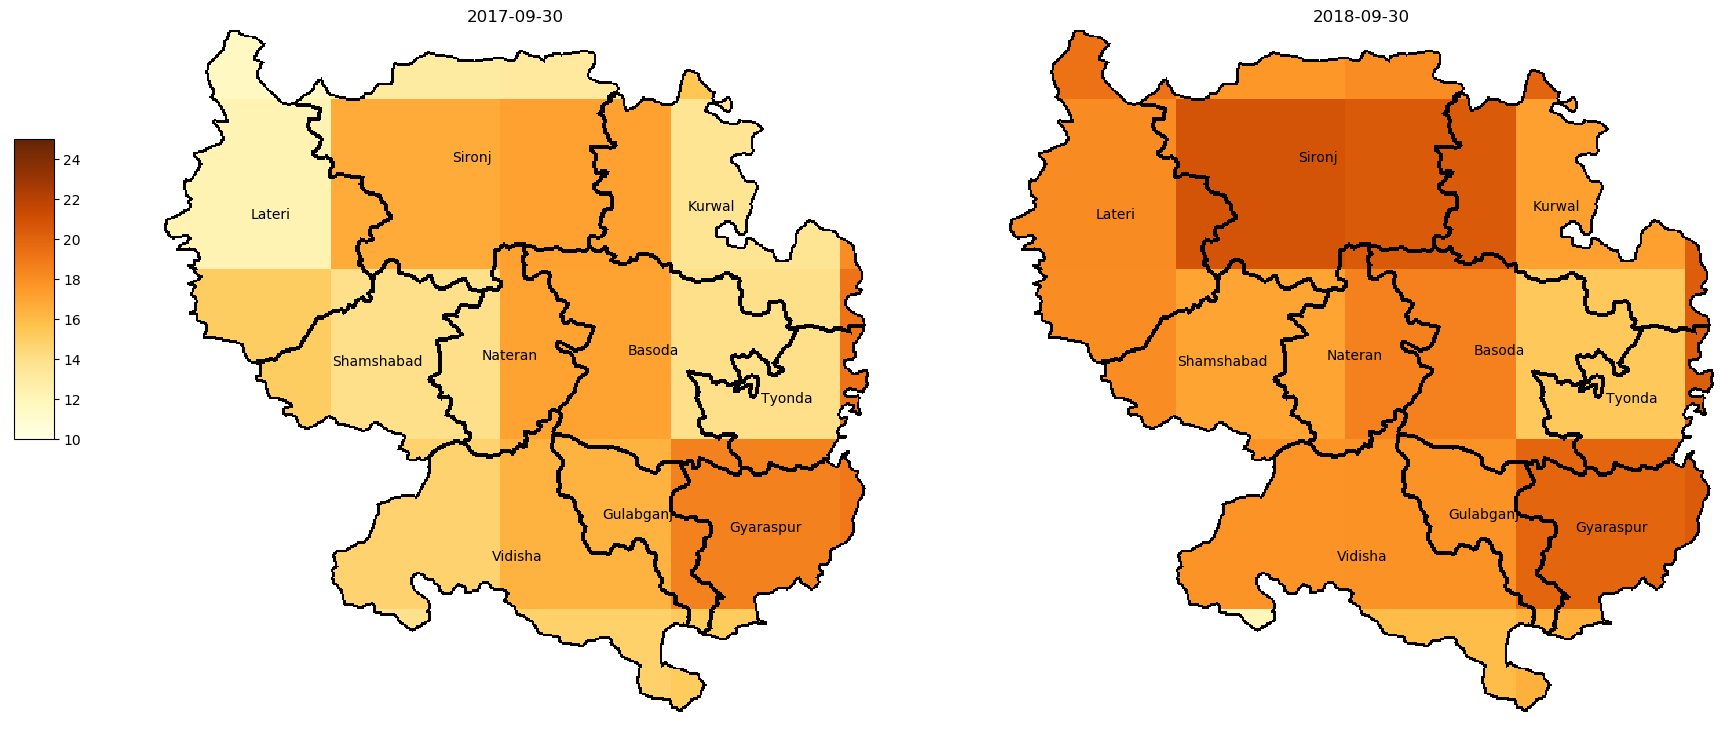 2017-09-30
2018-09-30
24
22
20
18
16
14
12
10
Sironj
Lateri
Kurwal
Shamshabad
Nateran
Basoda
Tyonda
Gulabganj
Gyaraspur
Vidisha
Sironj
Lateri
Kurwal
Shamshabad
Nateran
Basoda
Tyonda
Gulabganj
Gyaraspur
Vidisha